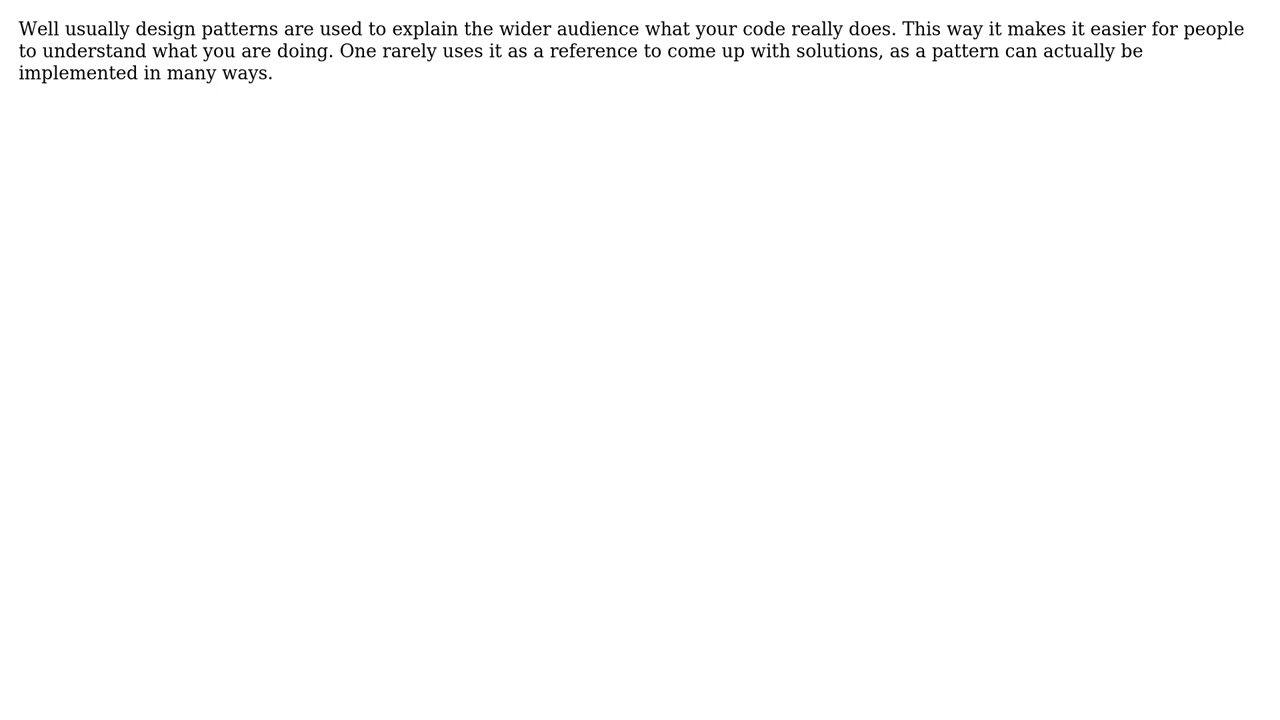 Well usually design patterns are used to explain the wider audience what your code really does. This way it makes it easier for people
to understand what you are doing. One rarely uses it as a reference to come up with solutions, as a pattern can actually be
implemented in many ways.